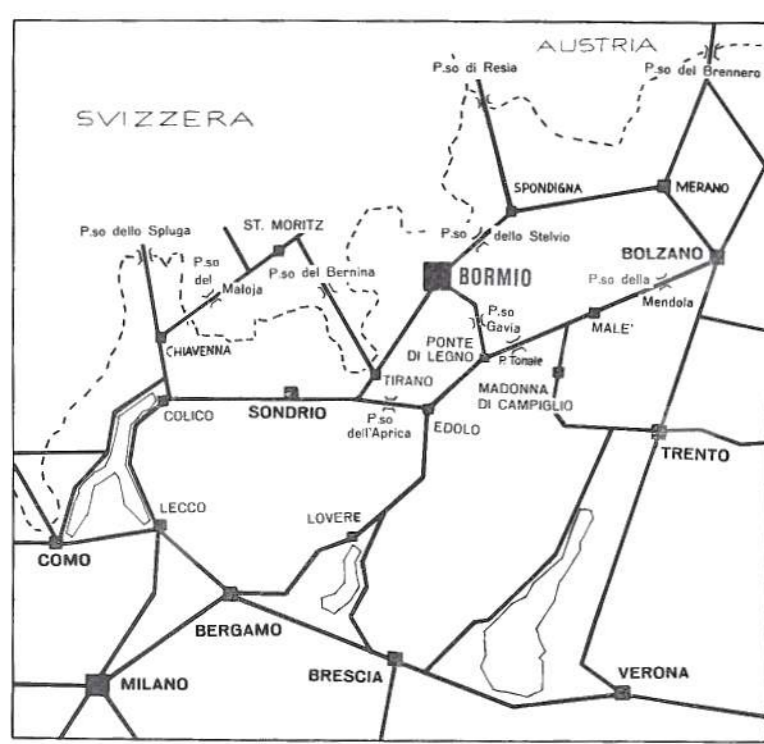 AUSTRIA
P.so di Resia
P.so del Brennero
SVIZZERA
SPONDIGNA
MERANO
P.so dello Spluga
ST. MORITZ
P.so dello Stelvio
BOLZANO
P.so
del
Maloja
P.so del Bernina
BORMIO
P.so della
Mendola
P.so
Gavia
MALE'
CHIAVENNA
PONTE
DI LEGNO
P. Tonale
TIRANO
MADONNA
DI CAMPIGLIO
COLICO
SONDRIO
P.so
dell'Aprica
EDOLO
TRENTO
LECCO
LOVERE
COMO
BERGAMO
BRESCIA
VERONA
MILANO